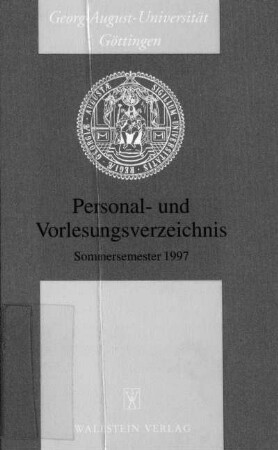 Georg-August-Universität
Göttingen
Personal- und
Vorlesungsverzeichnis
Sommersemester 1997
WALLSTEIN VERLAG